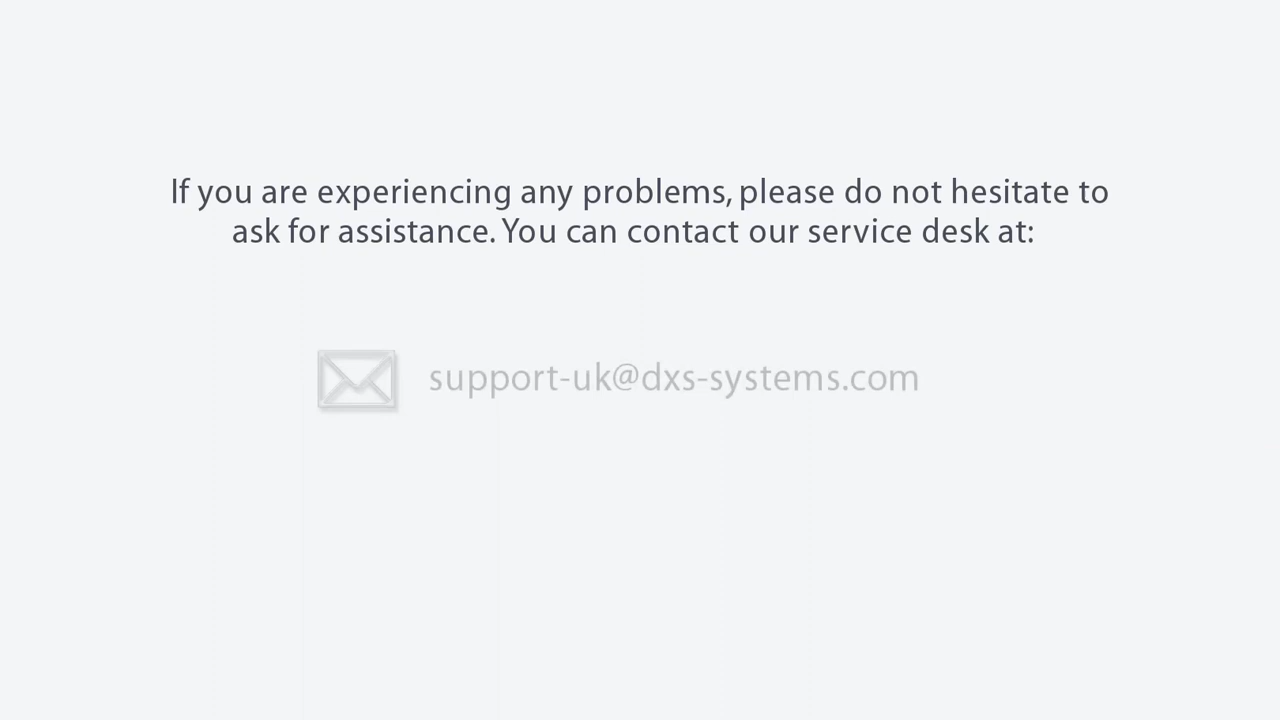 If you are experiencing any problems, please do not hesitate to
ask for assistance. You can contact our service desk at:
support-uk@dxs-systems.com